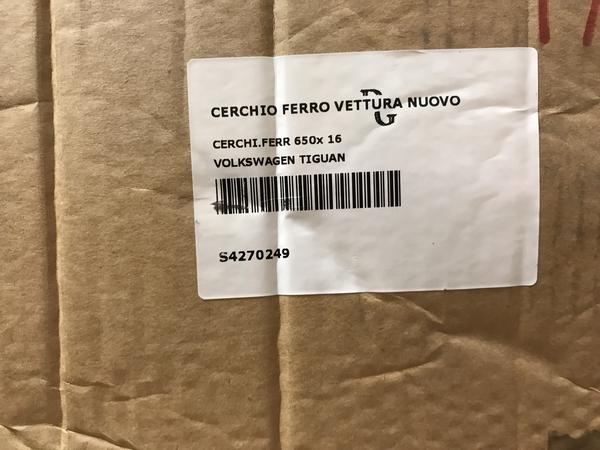 CERCHIO FERRO VETTURA NUOVO
CERCHI.FERR 650x 16
VOLKSWAGEN TIGUAN
S4270249